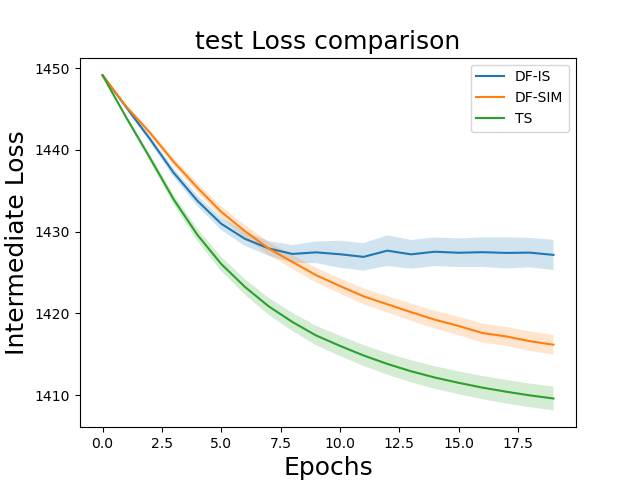 test Loss comparison
Intermediate Loss
1450
1440
1430
1420
1410
DF-IS
DF-SIM
TS
0.0 2.5 5.0 7.5 10.0 12.5 15.0 17.5
Epochs